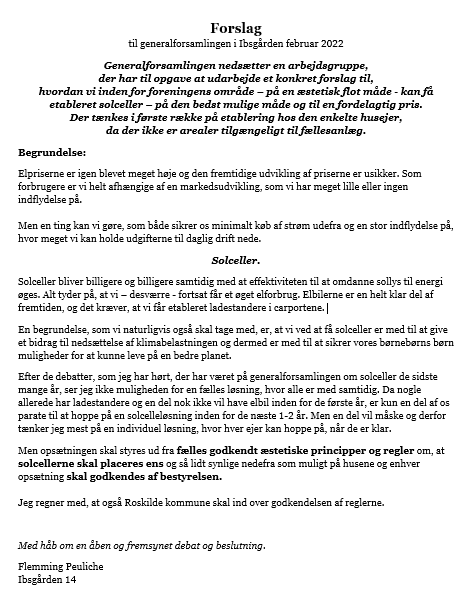 Forslag
til generalforsamlingen i Ibsgården februar 2022
Generalforsamlingen nedsætter en arbejdsgruppe,
der har til opgave at udarbejde et konkret forslag til,
hvordan vi inden for foreningens område – på en æstetisk flot måde - kan få
etableret solceller – på den bedst mulige måde og til en fordelagtig pris.
Der tænkes i første række på etablering hos den enkelte husejer,
da der ikke er arealer tilgængeligt til fællesanlæg.
Begrundelse:
Elpriserne er igen blevet meget høje og den fremtidige udvikling af priserne er usikker. Som
forbrugere er vi helt afhængige af en markedsudvikling, som vi har meget lille eller ingen
indflydelse på.
Men en ting kan vi gøre, som både sikrer os minimalt køb af strøm udefra og en stor indflydelse på,
hvor meget vi kan holde udgifterne til daglig drift nede.
Solceller.
Solceller bliver billigere og billigere samtidig med at effektiviteten til at omdanne sollys til energi
øges. Alt tyder på, at vi – desværre - fortsat får et øget elforbrug. Elbilerne er en helt klar del af
fremtiden, og det kræver, at vi får etableret ladestandere i carportene.
En begrundelse, som vi naturligvis også skal tage med, er, at vi ved at få solceller er med til at give
et bidrag til nedsættelse af klimabelastningen og dermed er med til at sikre vores børnebørns børn
muligheder for at kunne leve på en bedre planet.
Efter de debatter, som jeg har hørt, der har været på generalforsamlingen om solceller de sidste
mange år, ser jeg ikke muligheden for en fælles løsning, hvor alle er med samtidig. Da nogle
allerede har ladestandere og en del nok ikke vil have elbil inden for de første år, er kun en del af os
parate til at hoppe på en solcelleløsning inden for de næste 1-2 år. Men en del vil måske og derfor
tænker jeg mest på en individuel løsning, hvor hver ejer kan hoppe på, når de er klar.
Men opsætningen skal styres ud fra fælles godkendt æstetiske principper og regler om, at
solcellerne skal placeres ens og så lidt synlige nedefra som muligt på husene og enhver
opsætning skal godkendes af bestyrelsen.
Jeg regner med, at også Roskilde kommune skal ind over godkendelsen af reglerne.
Med håb om en åben og fremsynet debat og beslutning.
Flemming Peuliche
Ibsgården 14